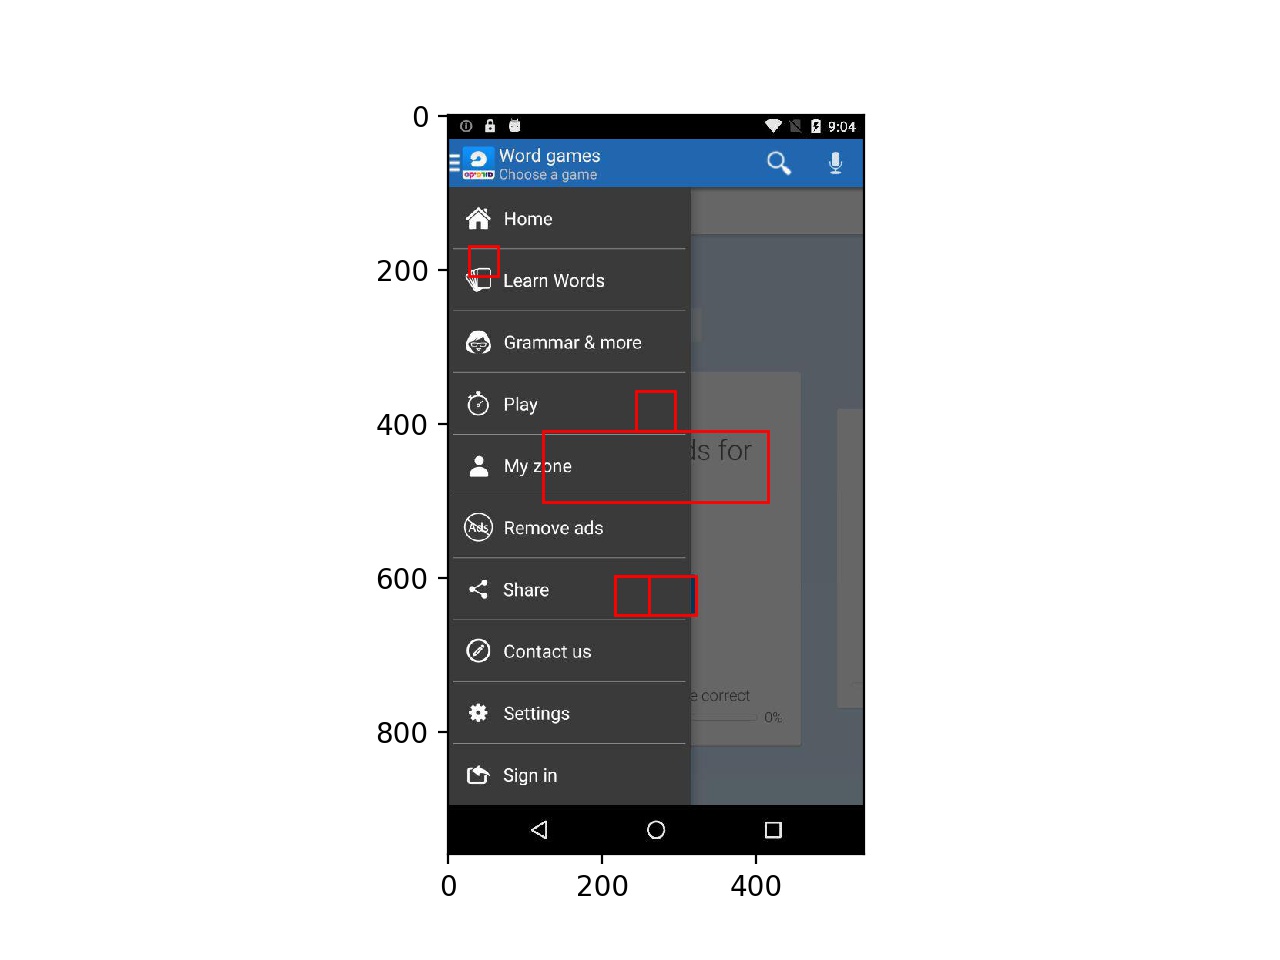 0
9:04
Word games
Choose a game
Home
200
Learn Words
Grammar & more
Play
400
ds for
My zone
Ads
Remove ads
600
Share
Contact us
e correct
Settings
0%
800
Sign in
0 200 400